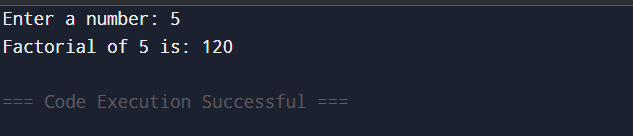 Enter a number: 5
Factorial of 5 is: 120
=== Code Execution Successful ===